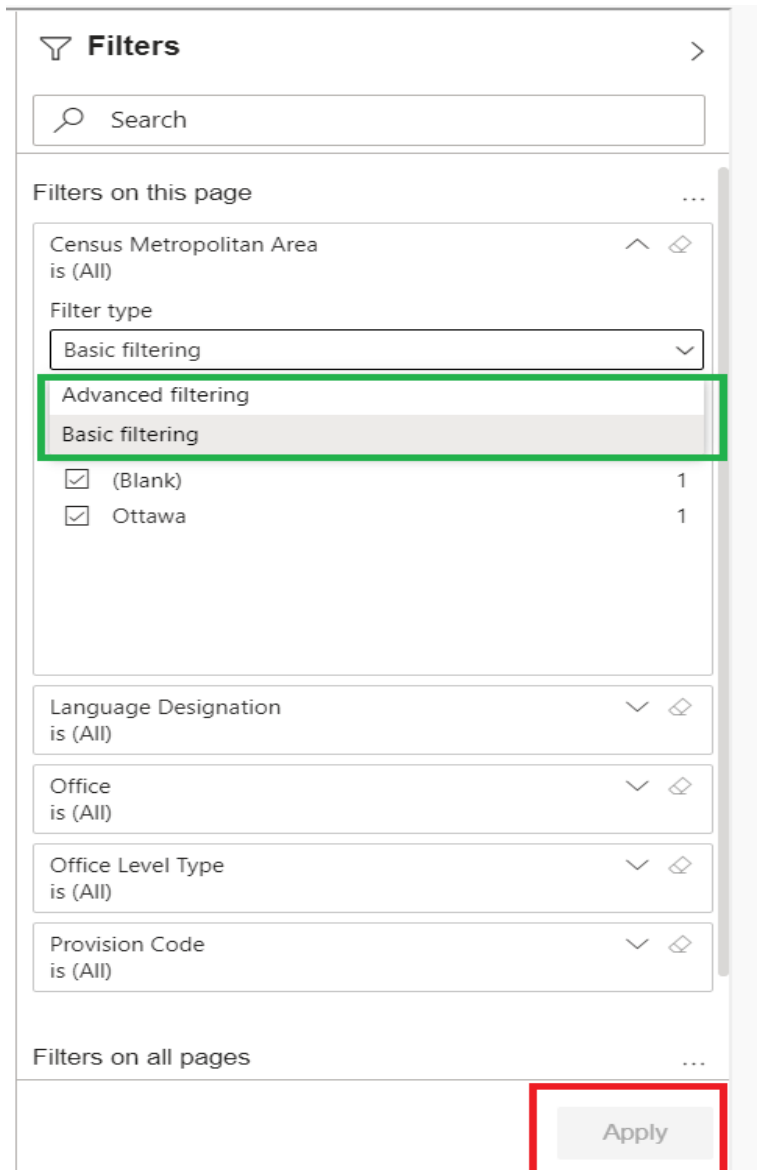 Filters
Search
Filters on this page
...
Census Metropolitan Area
is (All)
Filter type
Basic filtering
Advanced filtering
Basic filtering
(Blank) 1
Ottawa 1
Language Designation
is (All)
Office
is (All)
Office Level Type
is (All)
Provision Code
is (All)
Filters on all pages
...
Apply